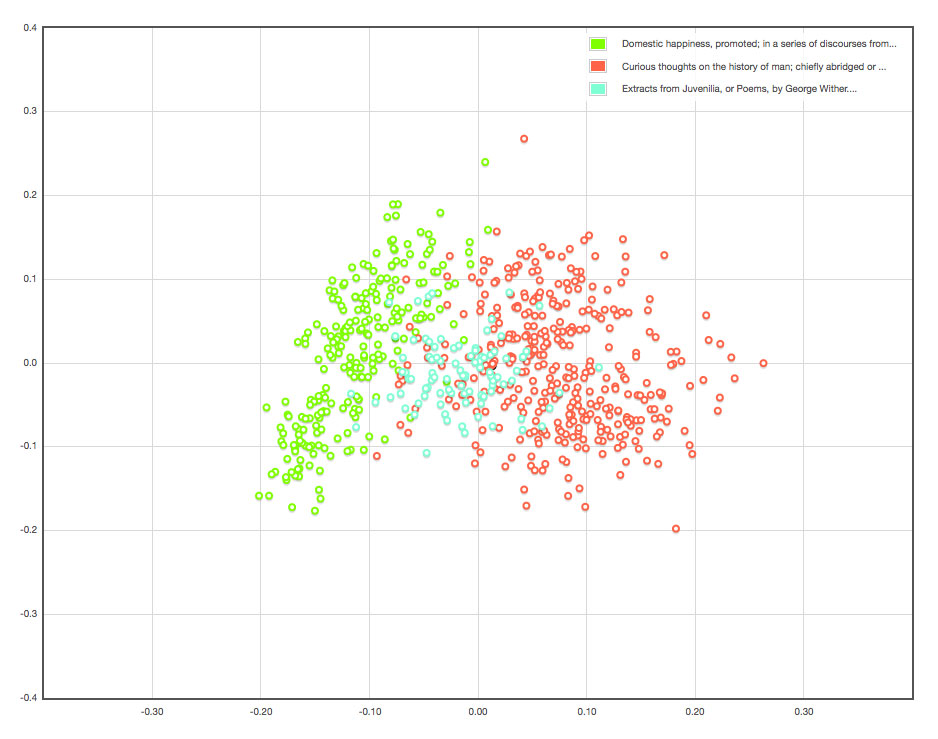 0.4
Domestic happiness, promoted; in a series of discourses from...
Curious thoughts on the history of man; chiefly abridged or ...
Extracts from Juvenilia, or Poems, by George Wither....
0.3
0.2
0.1
0.0
-0.1
-0.2
-0.3
-0.4
-0.30 -0.20 -0.10 0.00 0.10 0.20 0.30